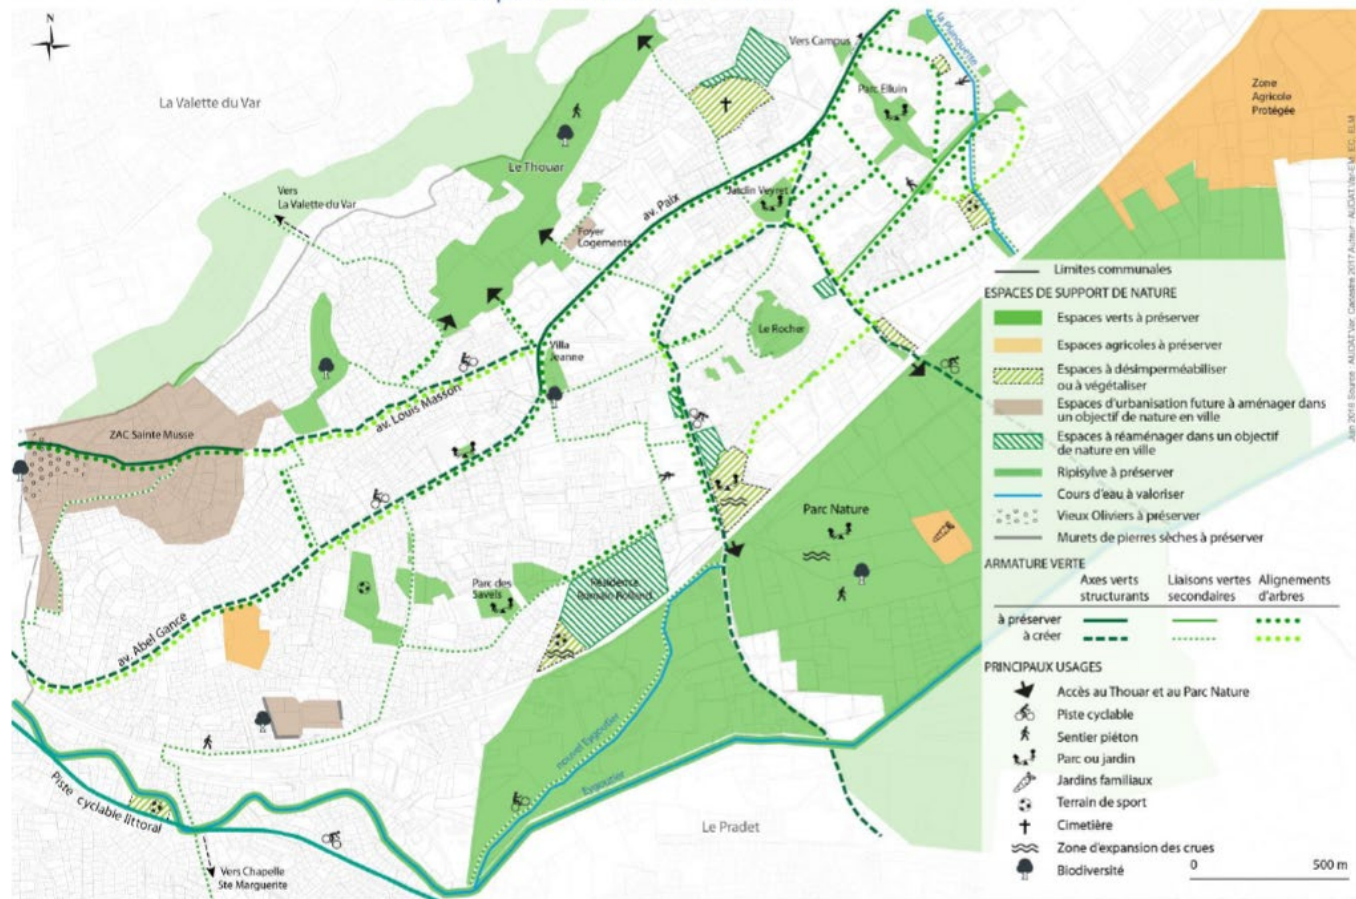 N
La Valette du Var
Vers Campus
la Planquette
Parc Elluin
Zone
Agricole
Protégée
Le Thouar
Vers
La Valette du Var
av. Paix
Jardin Veyret
Foyer
Logements
Le Rocher
Villa
Jeanne
av. Louis Masson
ZAC Sainte Musse
Parc Nature
Parc des
Savels
Résidence
Romain Rolland
av. Abel Gance
nouvel Eygoutier
Eygoutier
Piste cyclable littoral
Le Pradet
Vers Chapelle
Ste Marguerite
Limites communales
ESPACES DE SUPPORT DE NATURE
Espaces verts à préserver
Espaces agricoles à préserver
Espaces à désimperméabiliser
ou à végétaliser
Espaces d'urbanisation future à aménager dans
un objectif de nature en ville
Espaces à réaménager dans un objectif
de nature en ville
Ripisylve à préserver
Cours d'eau à valoriser
Vieux Oliviers à préserver
Murets de pierres sèches à préserver
ARMATURE VERTE
Axes verts
structurants
Liaisons vertes
secondaires
Alignements
d'arbres
à préserver
à créer
PRINCIPAUX USAGES
Accès au Thouar et au Parc Nature
Piste cyclable
Sentier piéton
Parc ou jardin
Jardins familiaux
Terrain de sport
Cimetière
Zone d'expansion des crues
Biodiversité
0 500 m